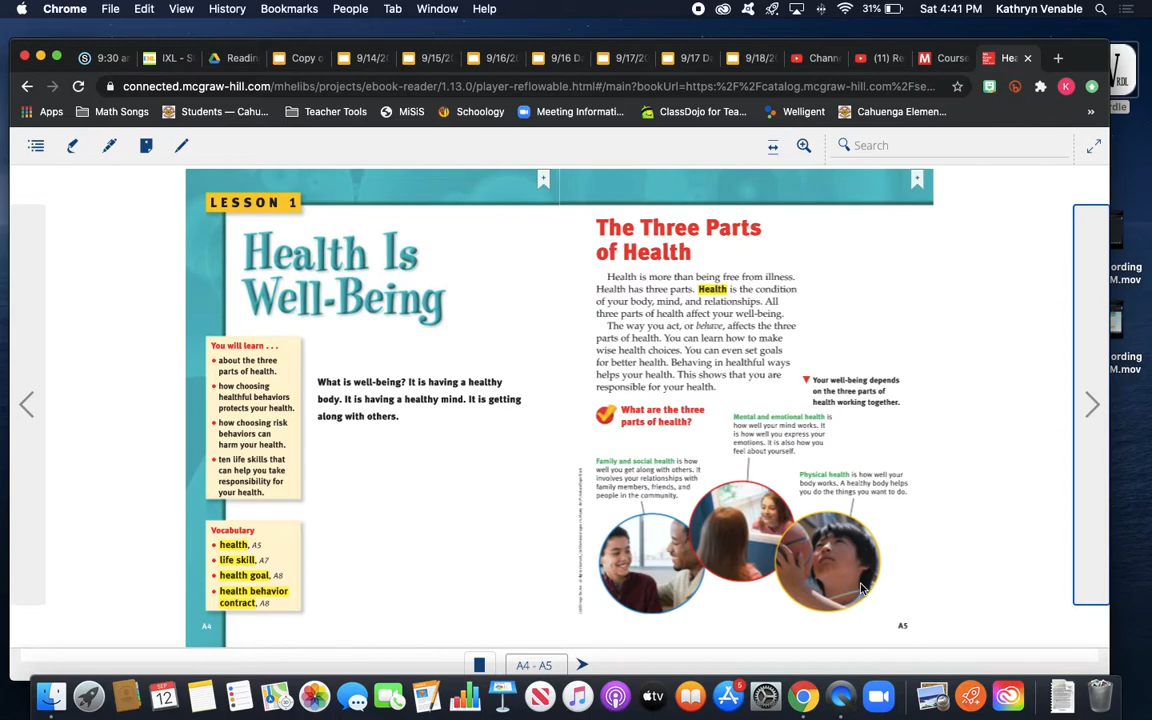 Chrome File Edit View History Bookmarks People Tab Window Help 31% Sat 4:41 PM Kathryn Venable
9:30 a IXL - S Readin Copy o 9/14/2 9/15/2 9/16/2 9/16 D 9/17/2 9/17 D 9/18/2 Chann (11) Re Course Hea
connected.mcgraw-hill.com/mhelibs/projects/ebook-reader/1.13.0/player-reflowable.html#/main?bookUrl=https:%2F%2Fcatalog.mcgraw-hill.com%2Fse...
Apps Math Songs Students — Cahu... Teacher Tools MiSiS Schoology Meeting Informati... ClassDojo for Tea... Welligent Cahuenga Elemen... »
Search
LESSON 1
Health Is
Well-Being
You will learn . . .
• about the three
parts of health.
• how choosing
healthful behaviors
protects your health.
• how choosing risk
behaviors can
harm your health.
• ten life skills that
can help you take
responsibility for
your health.
Vocabulary
• health, A5
• life skill, A7
• health goal, A8
• health behavior
contract, A8
A4
What is well-being? It is having a healthy
body. It is having a healthy mind. It is getting
along with others.
The Three Parts
of Health
Health is more than being free from illness.
Health has three parts. Health is the condition
of your body, mind, and relationships. All
three parts of health affect your well-being.
The way you act, or behave, affects the three
parts of health. You can learn how to make
wise health choices. You can even set goals
for better health. Behaving in healthful ways
helps your health. This shows that you are
responsible for your health.
What are the three
parts of health?
Your well-being depends
on the three parts of
health working together.
Mental and emotional health is
how well your mind works. It
is how well you express your
emotions. It is also how you
feel about yourself.
Family and social health is how
well you get along with others. It
involves your relationships with
family members, friends, and
people in the community.
Physical health is how well your
body works. A healthy body helps
you do the things you want to do.
A5
A4 - A5
ording
M.mov
ording
M.mov
SEP
12
tv
5